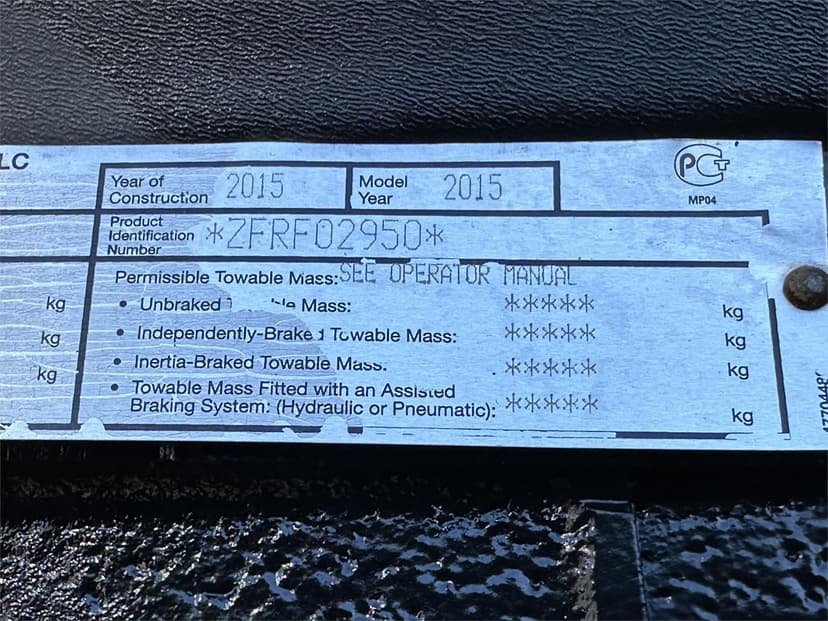 LC
Year of Construction 2015
Model Year 2015
PCT
MP04
Product Identification Number *ZFRF02950*
Permissible Towable Mass: SEE OPERATOR MANUAL
kg • Unbraked Mass: ***** kg
kg • Independently-Brake Towable Mass: ***** kg
kg • Inertia-Braked Towable Mass. ***** kg
• Towable Mass Fitted with an Assisted
Braking System: (Hydraulic or Pneumatic): ***** kg